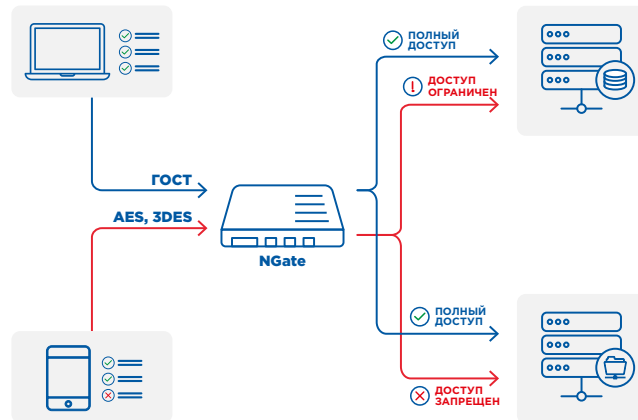 ПОЛНЫЙ
ДОСТУП
ДОСТУП
ОГРАНИЧЕН
ГОСТ
AES, 3DES
NGate
ПОЛНЫЙ
ДОСТУП
ДОСТУП
ЗАПРЕЩЕН